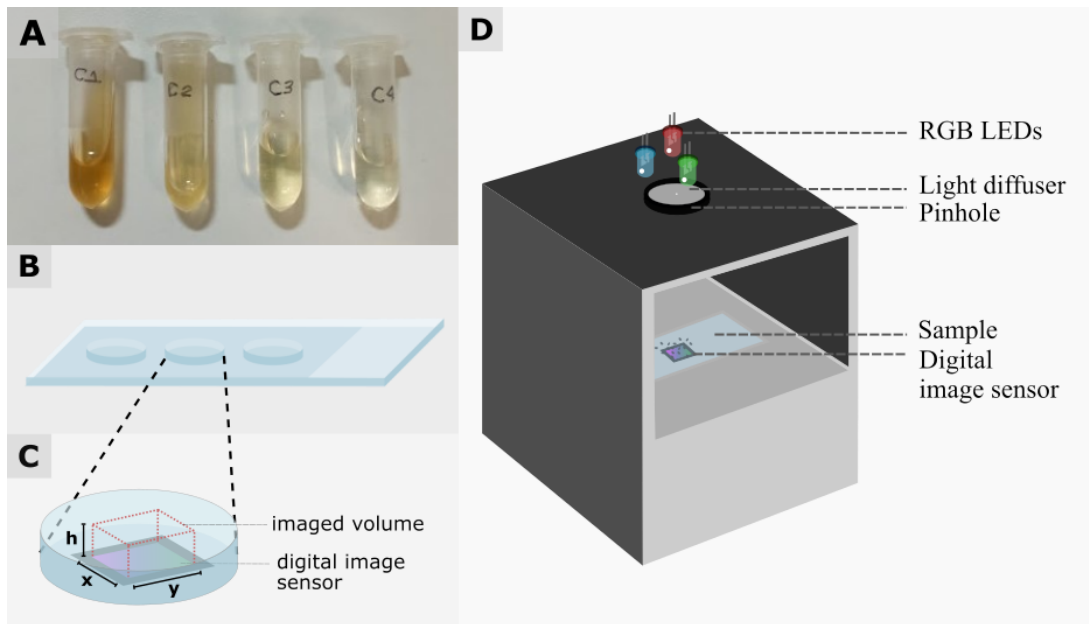 A
C1
C2
C3
C4
B
C
h
x
y
imaged volume
digital image
sensor
D
RGB LEDs
Light diffuser
Pinhole
Sample
Digital
image sensor